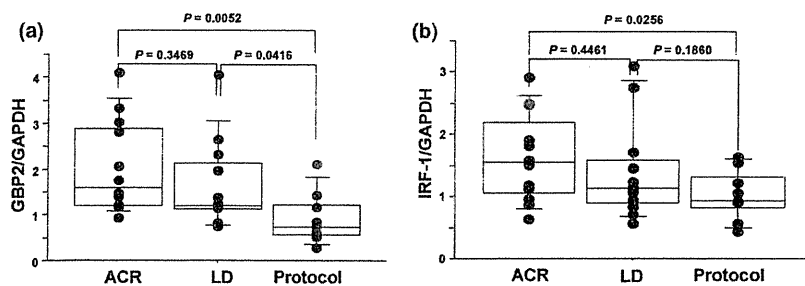 (a)
P = 0.0052
P = 0.3469
P = 0.0416
GBP2/GAPDH
4
3
2
1
0
ACR
LD
Protocol
(b)
P = 0.0256
P = 0.4461
P = 0.1860
IRF-1/GAPDH
3
2
1
0
ACR
LD
Protocol